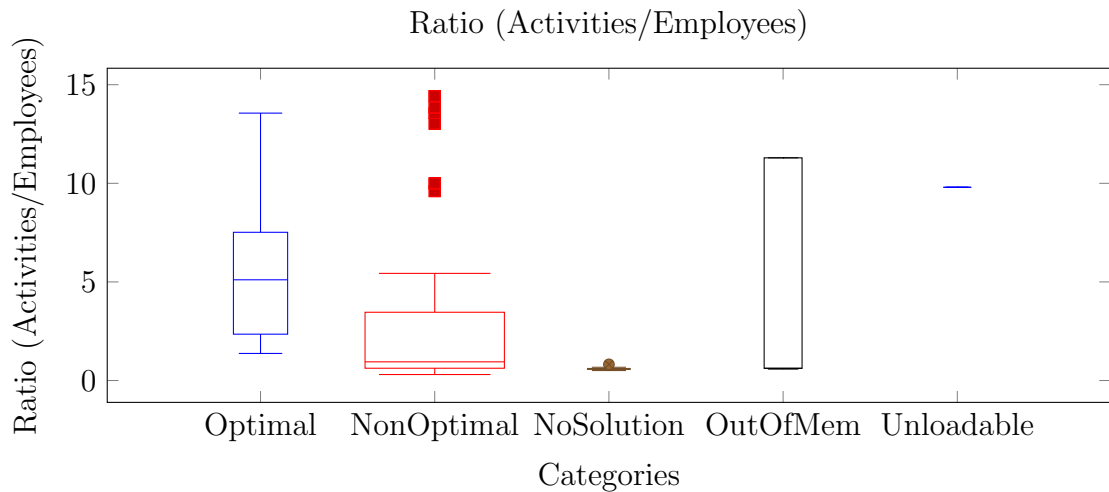 Ratio (Activities/Employees)
Ratio (Activities/Employees)
15
10
5
0
Optimal NonOptimal NoSolution OutOfMem Unloadable
Categories